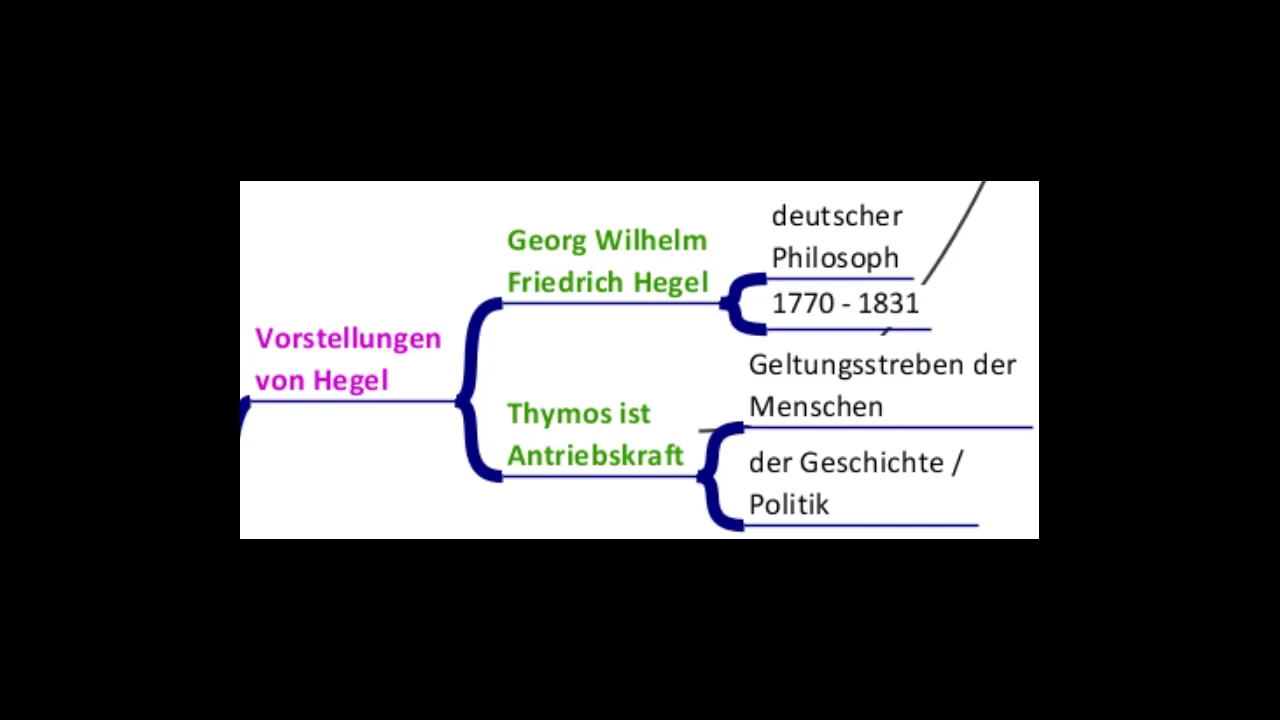 Vorstellungen
von Hegel
Georg Wilhelm
Friedrich Hegel
deutscher
Philosoph
1770 - 1831
Thymos ist
Antriebskraft
Geltungsstreben der
Menschen
der Geschichte /
Politik